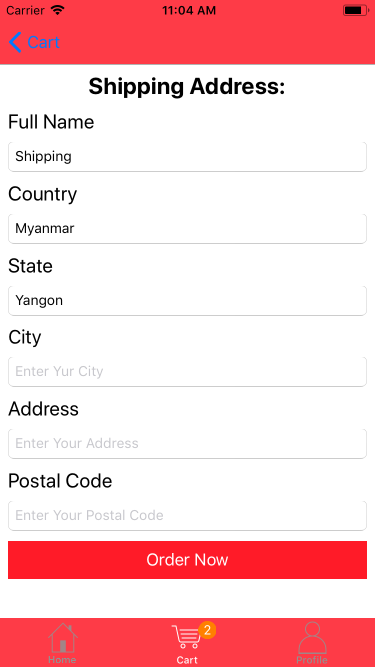 Carrier 11:04 AM
Cart
Shipping Address:
Full Name
Shipping
Country
Myanmar
State
Yangon
City
Enter Yur City
Address
Enter Your Address
Postal Code
Enter Your Postal Code
Order Now
2
Home Cart Profile